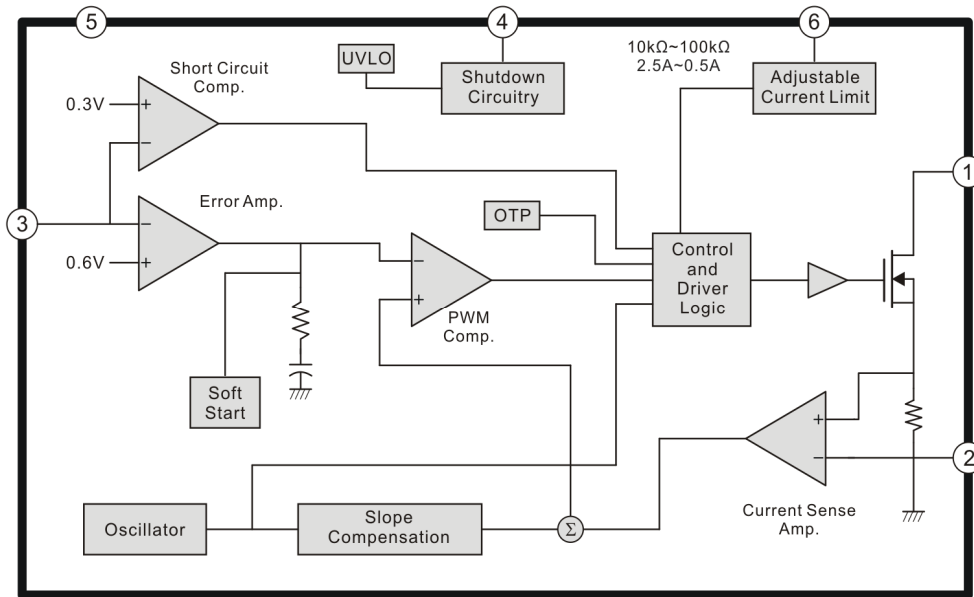 5
4
6
10kΩ~100kΩ
2.5A~0.5A
UVLO
Short Circuit
Comp.
Shutdown
Circuitry
Adjustable
Current Limit
0.3V
+
−
1
3
Error Amp.
OTP
−
0.6V
+
Control
and
Driver
Logic
−
+
PWM
Comp.
Soft
Start
+
−
2
Current Sense
Amp.
Oscillator
Slope
Compensation
Σ